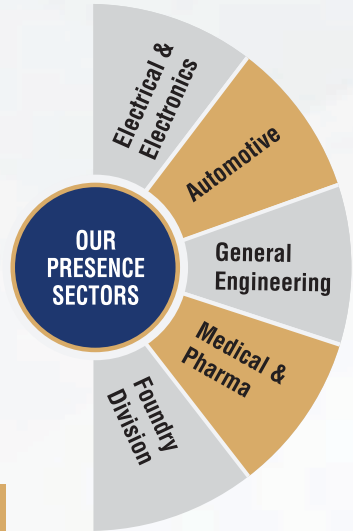 OUR
PRESENCE
SECTORS
Electrical &
Electronics
Automotive
General
Engineering
Medical &
Pharma
Foundry
Division